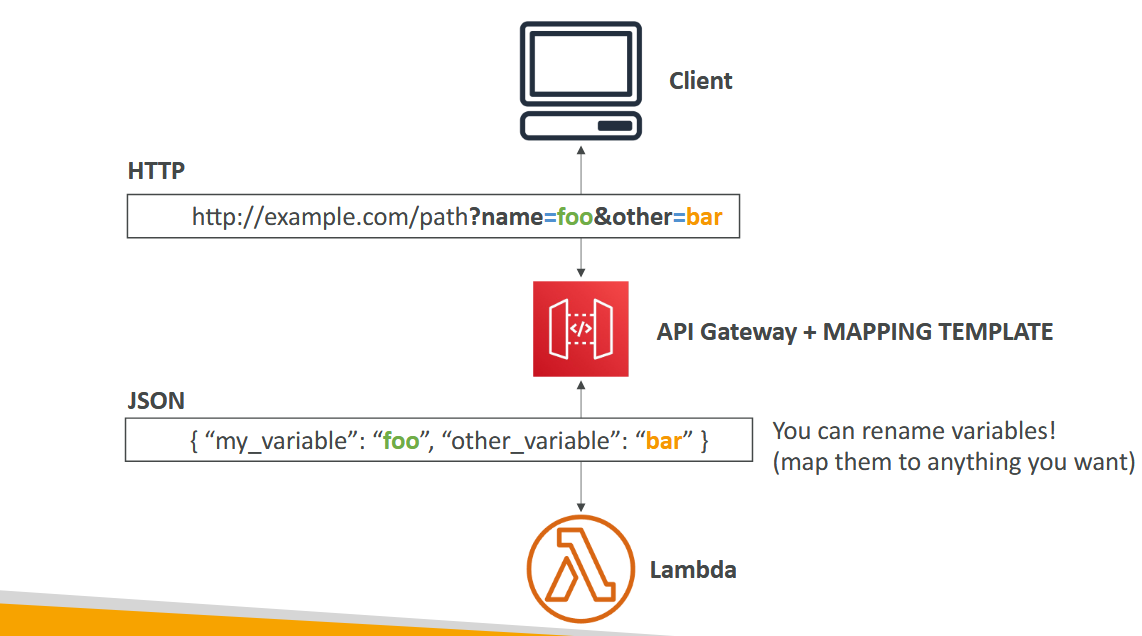 Client
HTTP
http://example.com/path?name=foo&other=bar
</>
API Gateway + MAPPING TEMPLATE
JSON
{ “my_variable”: “foo”, “other_variable”: “bar” }
You can rename variables!
(map them to anything you want)
Lambda